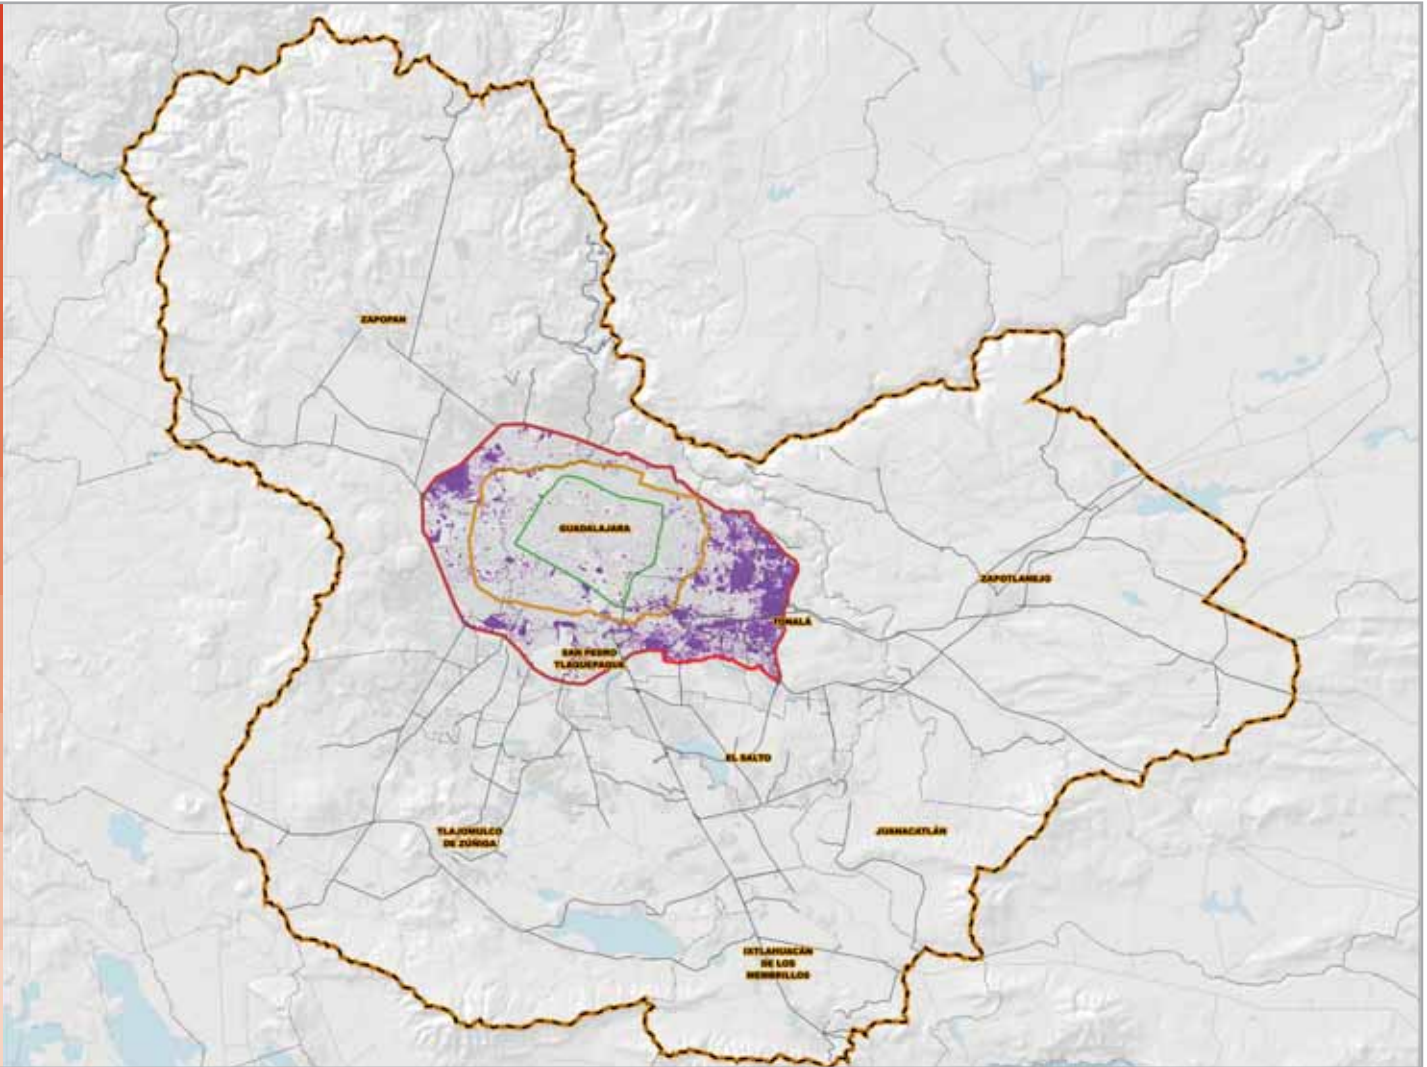 ZAPOPAN
GUADALAJARA
ZAPOTLANEJO
TONALÁ
SAN PEDRO
TLAQUEPAQUE
EL SALTO
TLAJOMULCO
DE ZÚÑIGA
JUANACATLÁN
IXTLAHUACÁN
DE LOS
MEMBRILLOS